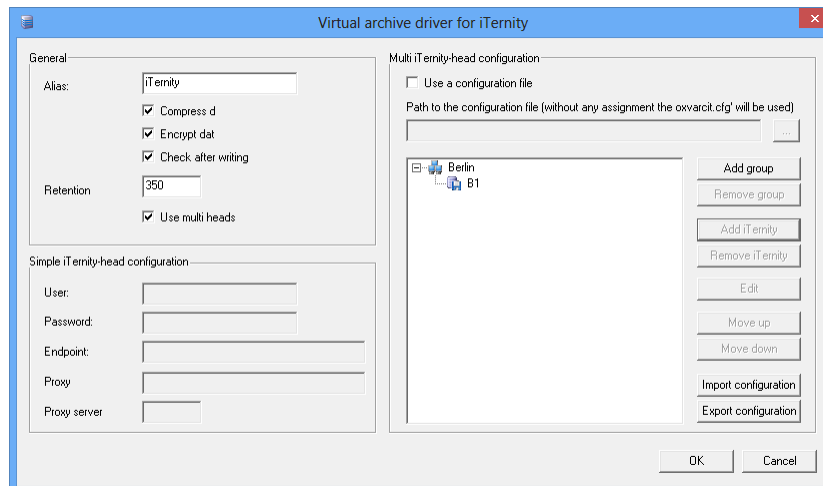 Virtual archive driver for iTernity
General
Alias:
iTernity
Compress d
Encrypt dat
Check after writing
Retention
350
Use multi heads
Simple iTernity-head configuration
User:
Password:
Endpoint:
Proxy
Proxy server
Multi iTernity-head configuration
Use a configuration file
Path to the configuration file (without any assignment the oxvarcit.cfg' will be used)
...
Berlin
B1
Add group
Remove group
Add iTernity
Remove iTernity
Edit
Move up
Move down
Import configuration
Export configuration
OK
Cancel